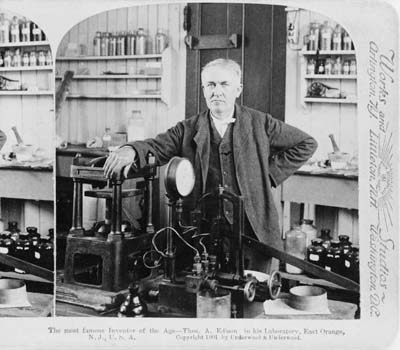 The most famous Inventor of the Age—Thos. A. Edison in his Laboratory, East Orange,
N. J., U. S. A. Copyright 1901 by Underwood & Underwood.
Works and Studios
Arlington, N.J. Littleton, N.H. Washington, D.C.